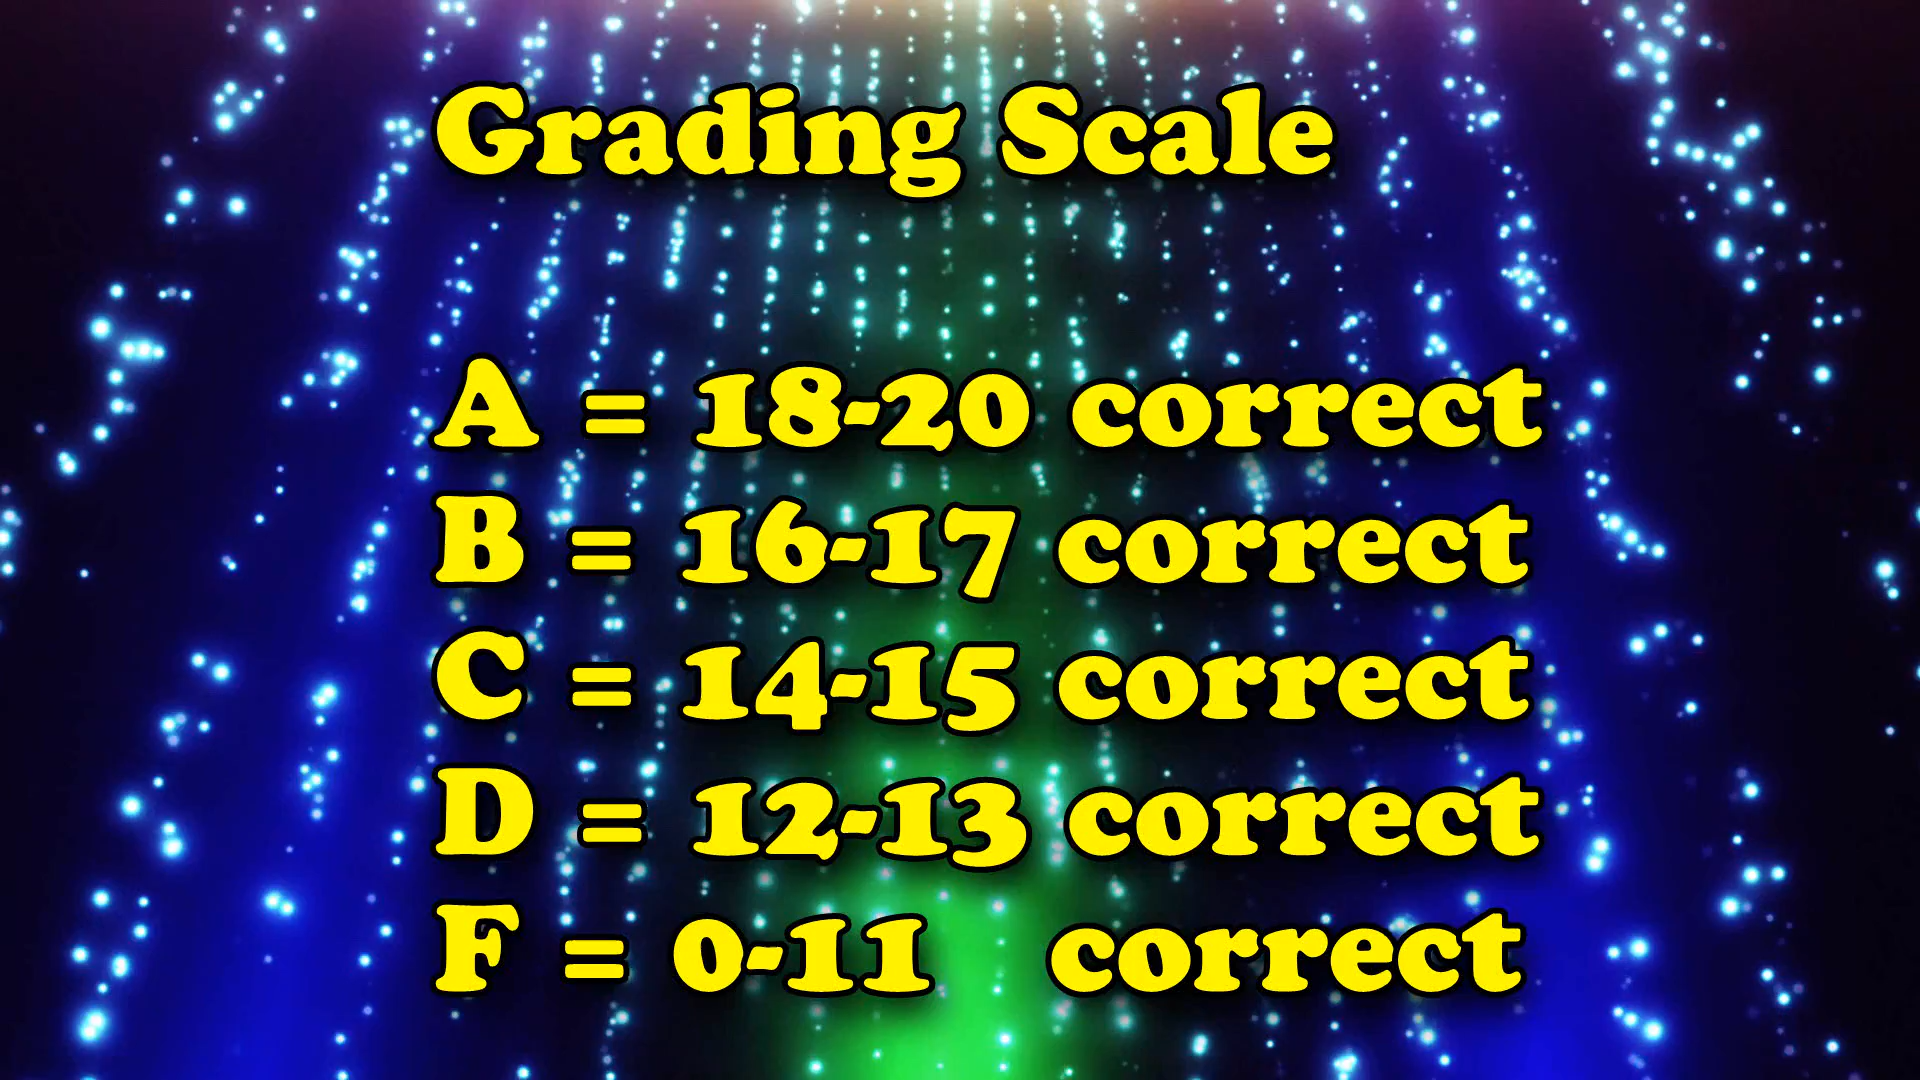 Grading Scale
A = 18-20 correct
B = 16-17 correct
C = 14-15 correct
D = 12-13 correct
F = 0-11 correct